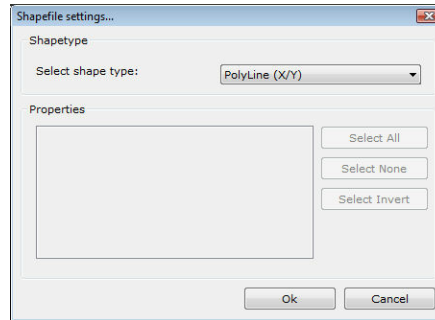 Shapefile settings...
Shapetype
Select shape type: PolyLine (X/Y)
Properties
Select All
Select None
Select Invert
Ok Cancel